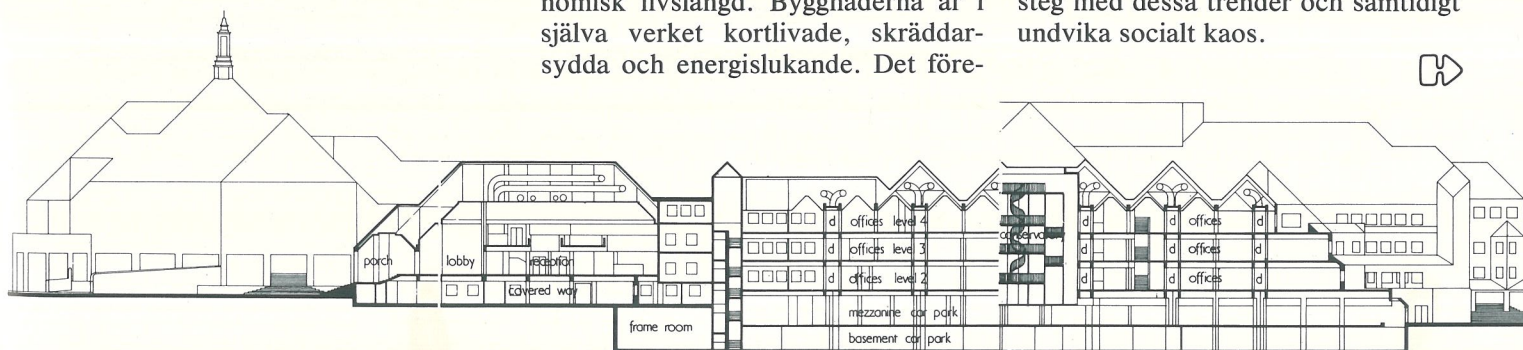 nomisk livslängd. Byggnaderna är i
själva verket kortlivade, skräddar-
sydda och energislukande. Det före-
steg med dessa trender och samtidigt
undvika socialt kaos.
porch
lobby
reception
covered way
frame room
d offices level 4
d offices level 3
d offices level 2
mezzanine car park
basement car park
conservatory
d d offices d
d d offices d
d d offices d